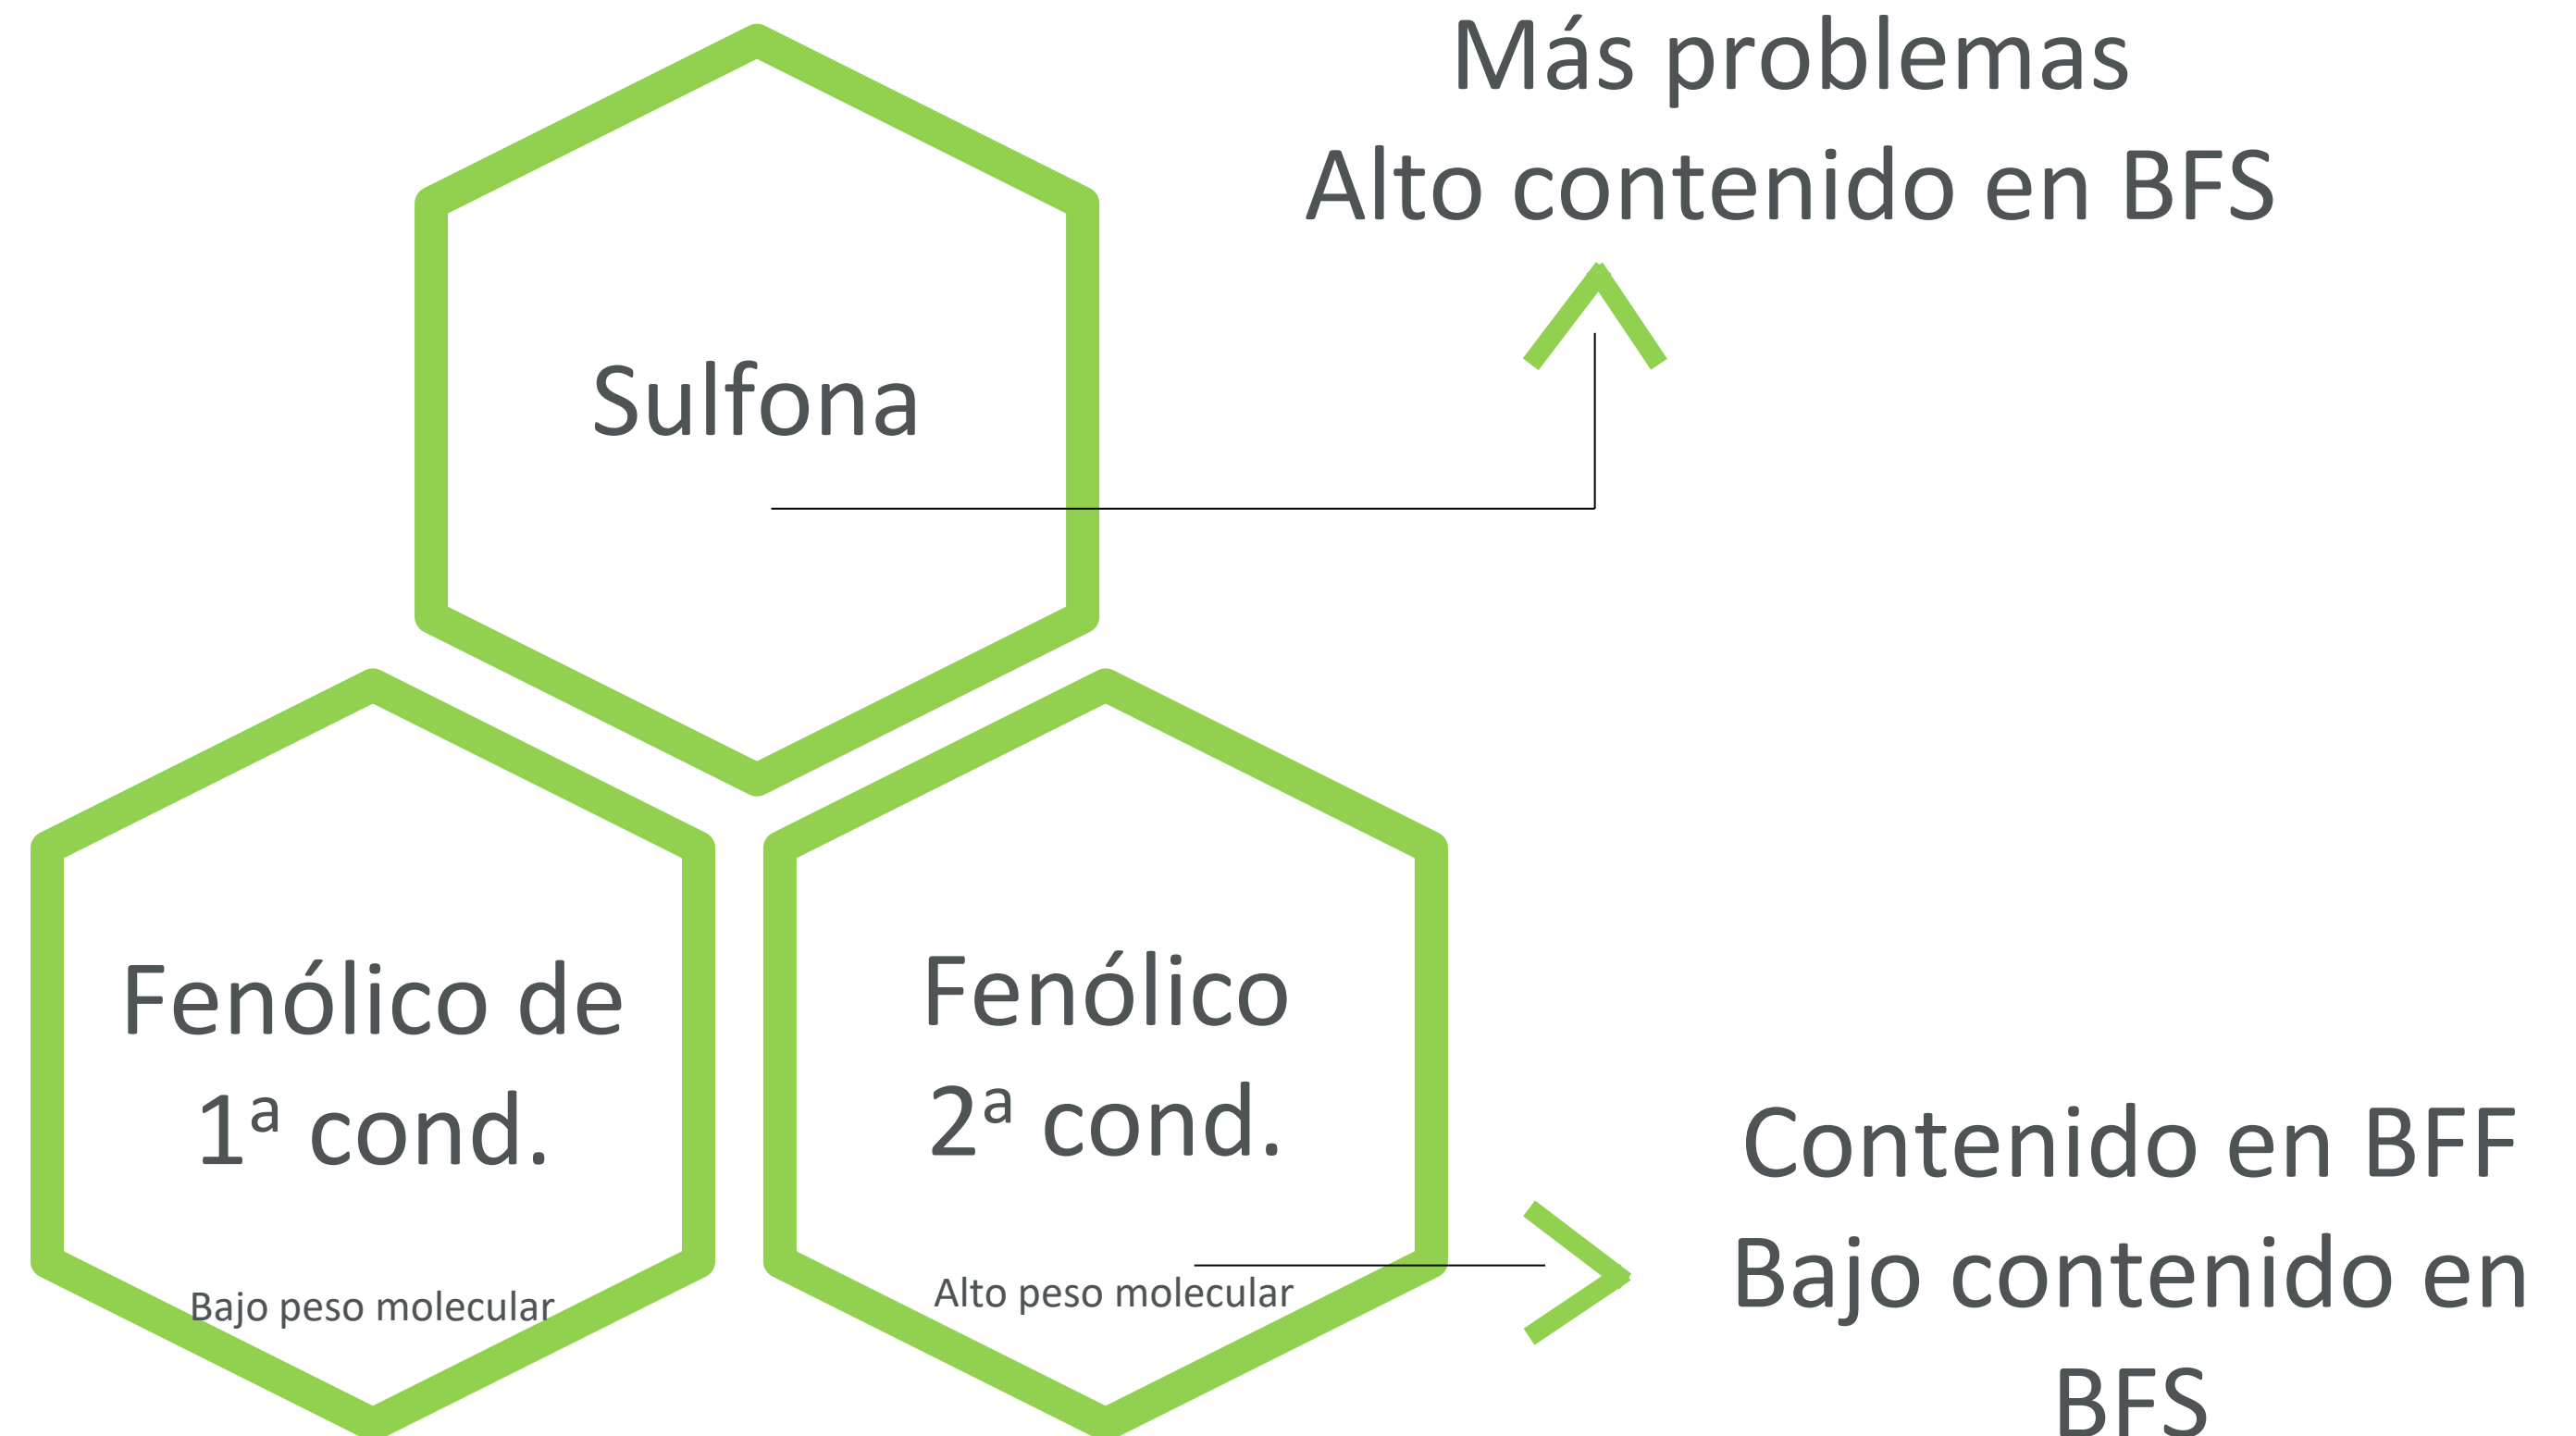 Más problemas
Alto contenido en BFS
Sulfona
Fenólico de
1ª cond.
Bajo peso molecular
Fenólico
2ª cond.
Alto peso molecular
Contenido en BFF
Bajo contenido en
BFS